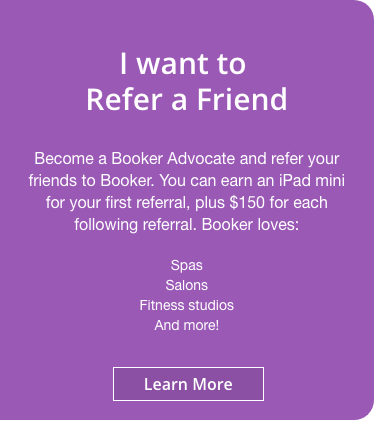 I want to
Refer a Friend
Become a Booker Advocate and refer your
friends to Booker. You can earn an iPad mini
for your first referral, plus $150 for each
following referral. Booker loves:
Spas
Salons
Fitness studios
And more!
Learn More